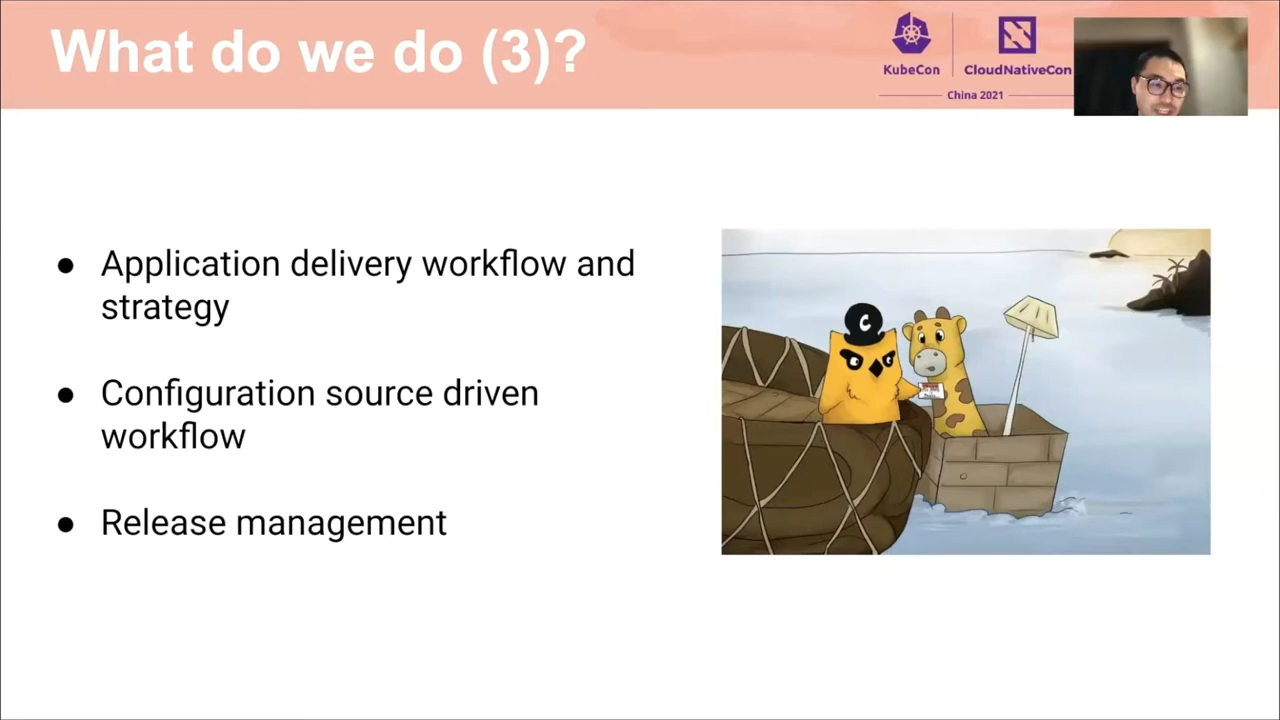 What do we do (3)?
KubeCon
CloudNativeCon
China 2021
● Application delivery workflow and
strategy
● Configuration source driven
workflow
● Release management
C